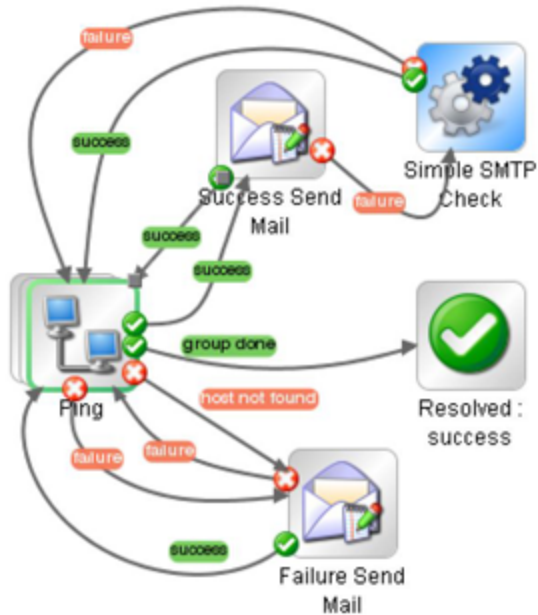 failure
success
Simple SMTP
Check
Success Send
Mail
failure
success
success
group done
Resolved :
success
Ping
host not found
failure
failure
success
Failure Send
Mail